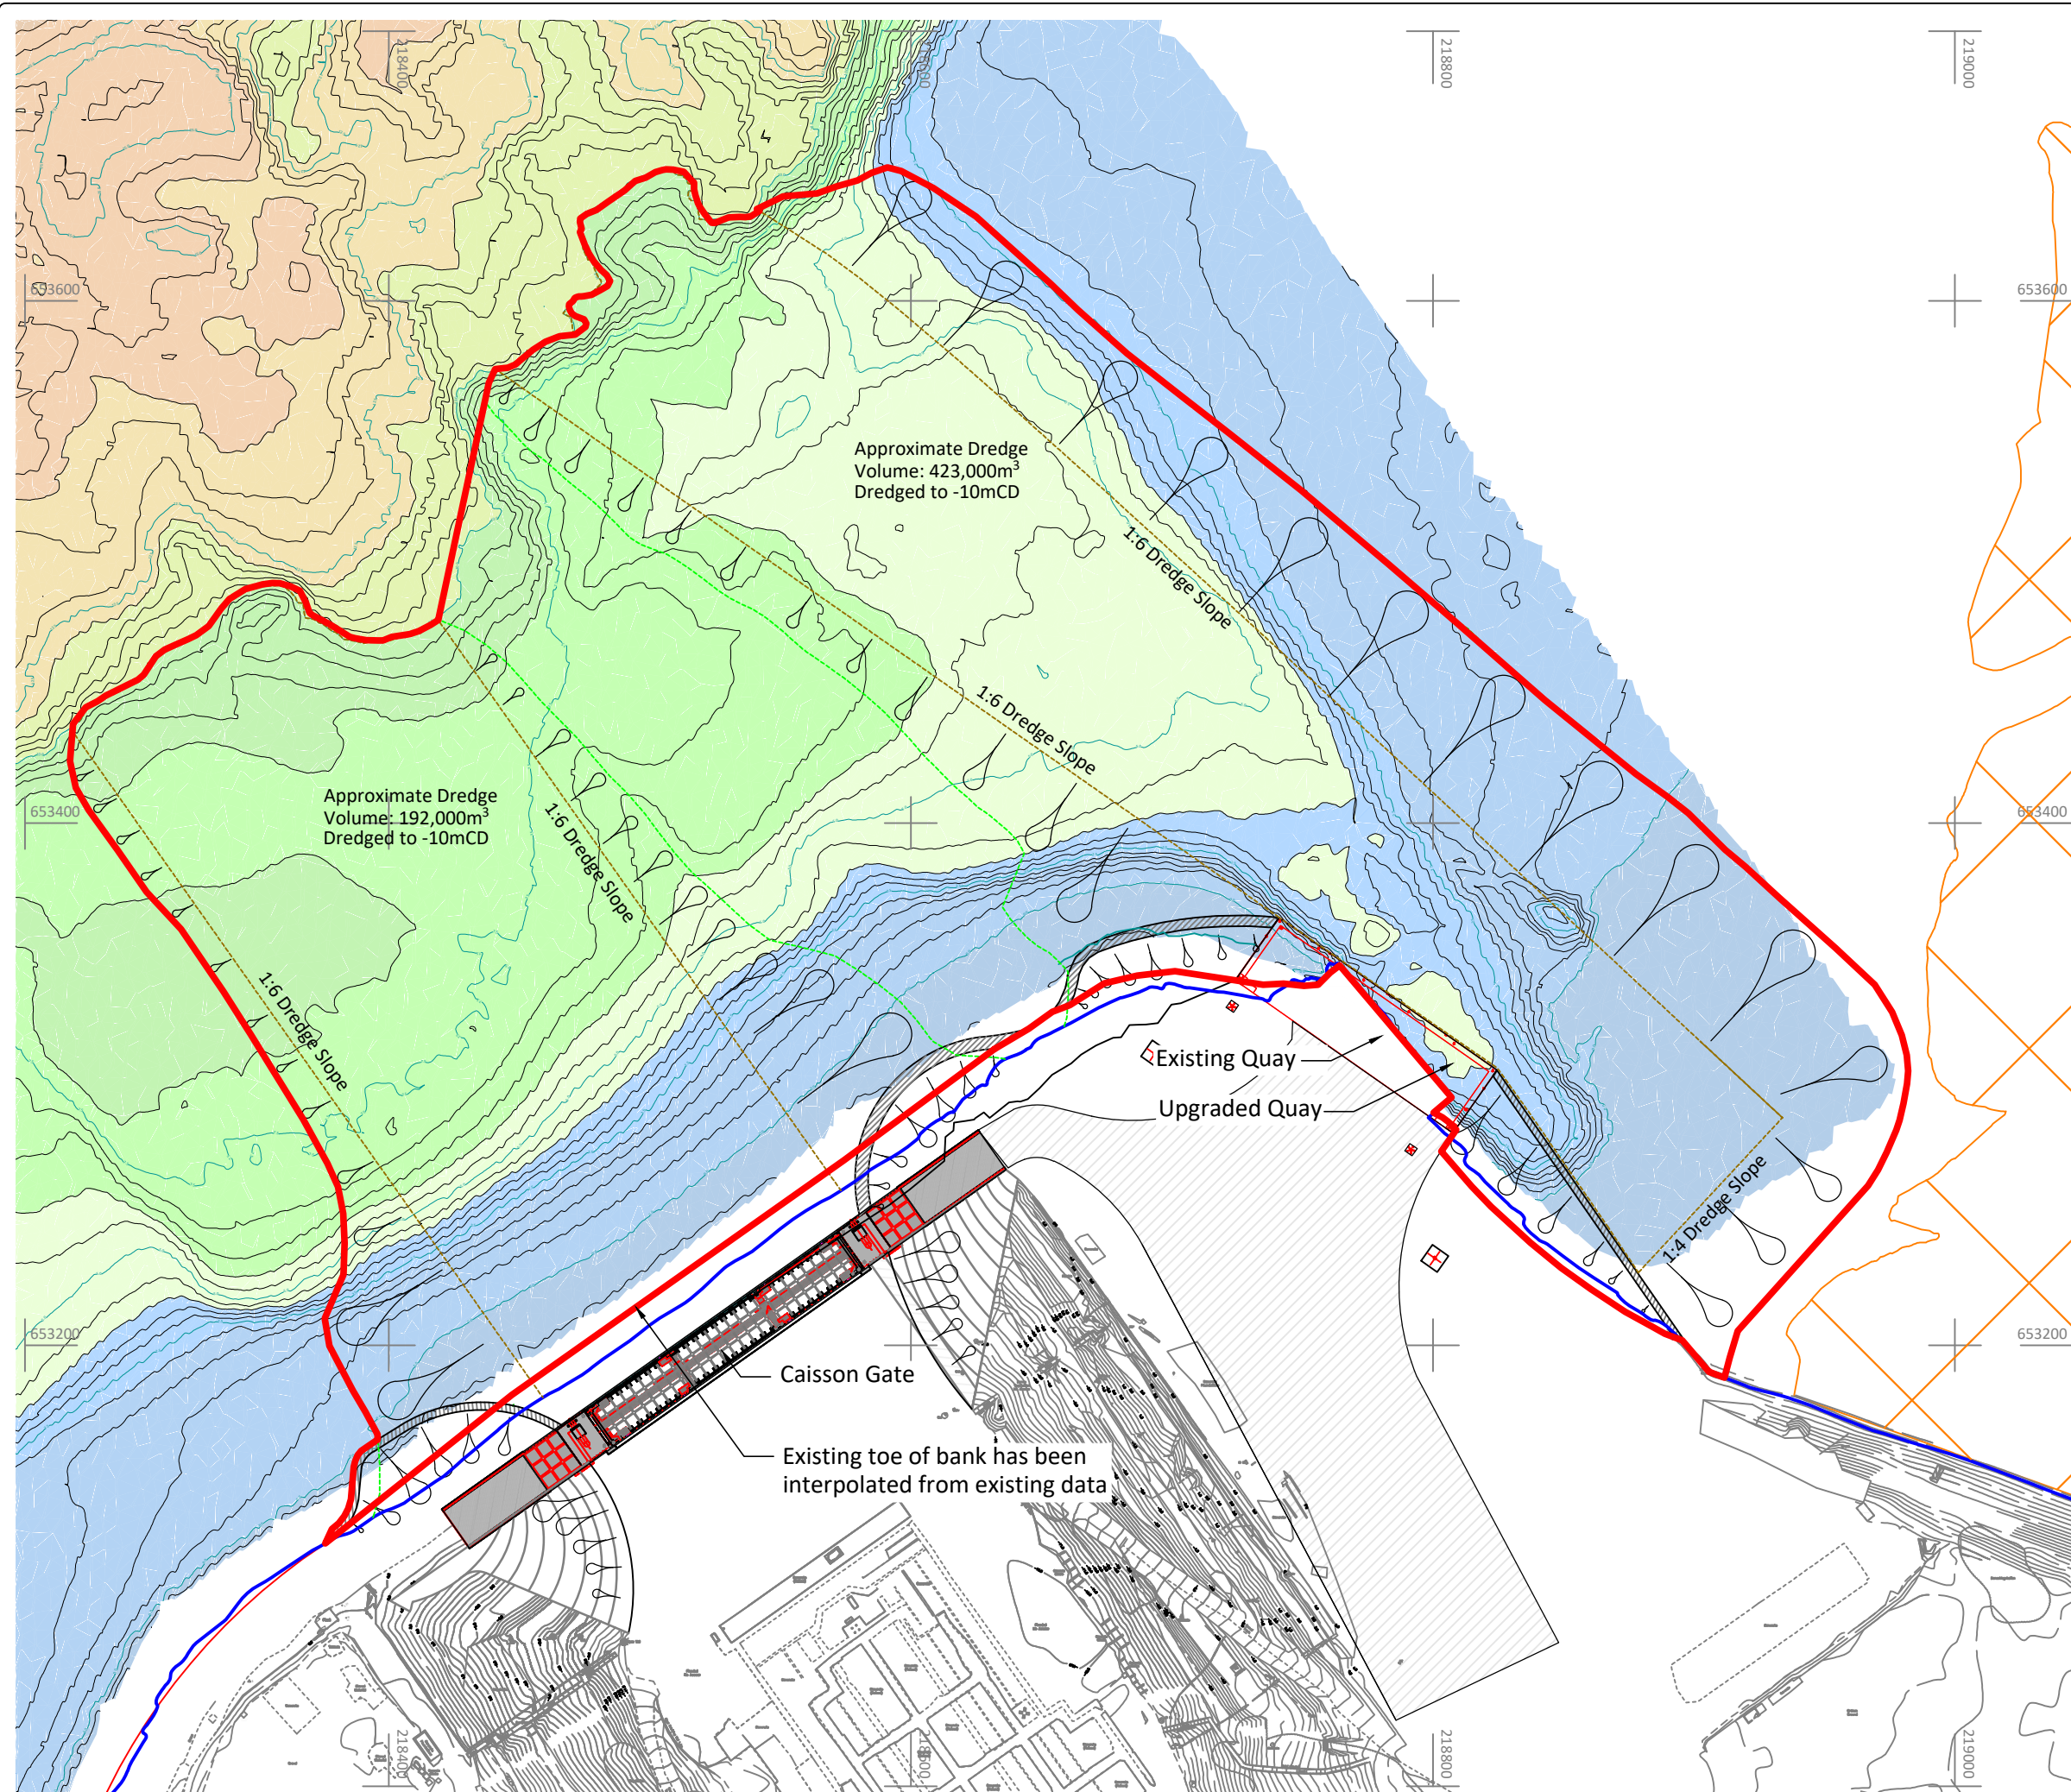 218400
218600
218800
219000
653600
653600
Approximate Dredge
Volume: 423,000m³
Dredged to -10mCD
1:6 Dredge Slope
1:6 Dredge Slope
Approximate Dredge
Volume: 192,000m³
Dredged to -10mCD
653400
653400
1:6 Dredge Slope
1:6 Dredge Slope
Existing Quay
Upgraded Quay
1:4 Dredge Slope
653200
653200
Caisson Gate
Existing toe of bank has been
interpolated from existing data
218400
218600
218800
219000